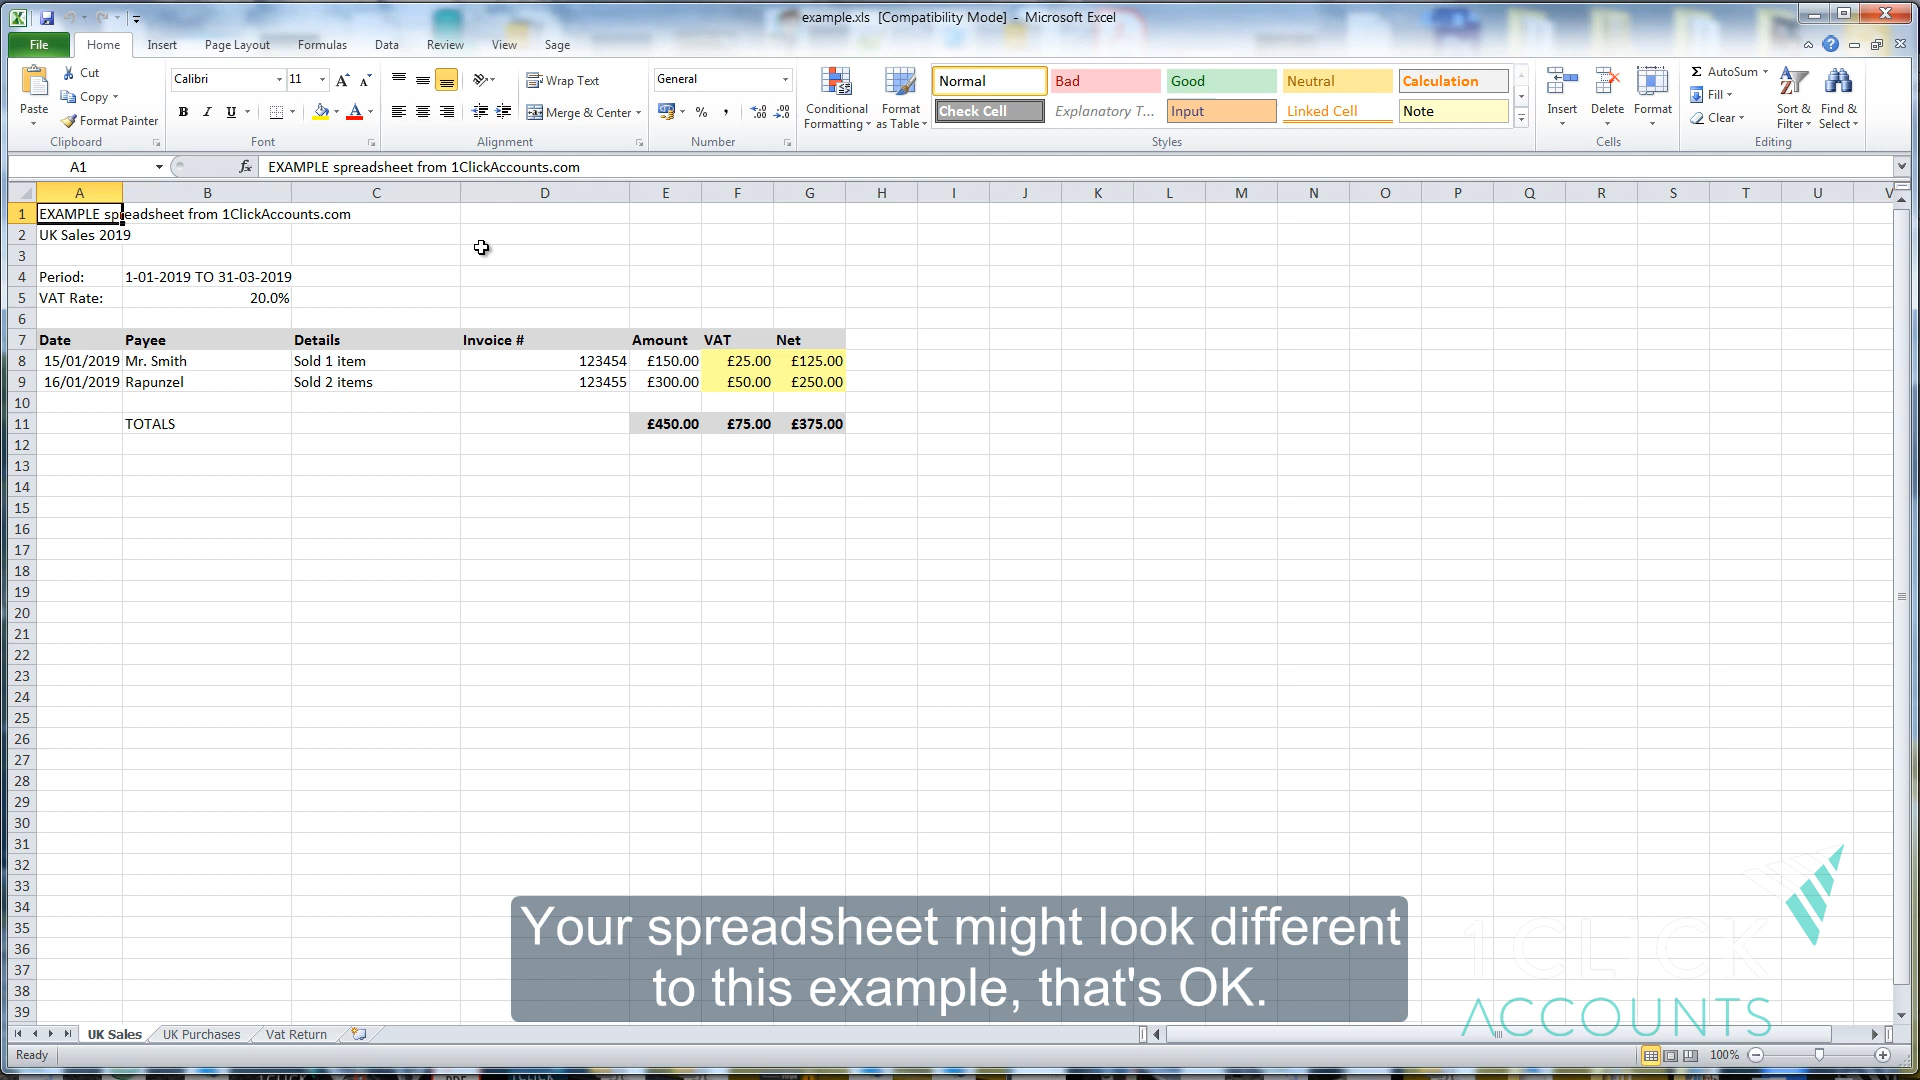 example.xls [Compatibility Mode] - Microsoft Excel
File Home Insert Page Layout Formulas Data Review View Sage
Paste
Cut
Copy
Format Painter
Clipboard
Calibri 11
B I U
Font
Wrap Text
Merge & Center
Alignment
General
%
Number
Conditional Formatting
Format as Table
Normal Bad Good Neutral Calculation
Check Cell Explanatory T... Input Linked Cell Note
Styles
Insert Delete Format
Cells
Σ AutoSum
Fill
Clear
Sort & Filter
Find & Select
Editing
A1 fx EXAMPLE spreadsheet from 1ClickAccounts.com
A B C D E F G H I J K L M N O P Q R S T U V
1 EXAMPLE spreadsheet from 1ClickAccounts.com
2 UK Sales 2019
3
4 Period: 1-01-2019 TO 31-03-2019
5 VAT Rate: 20.0%
6
7 Date Payee Details Invoice # Amount VAT Net
8 15/01/2019 Mr. Smith Sold 1 item 123454 £150.00 £25.00 £125.00
9 16/01/2019 Rapunzel Sold 2 items 123455 £300.00 £50.00 £250.00
10
11 TOTALS £450.00 £75.00 £375.00
12
13
14
15
16
17
18
19
20
21
22
23
24
25
26
27
28
29
30
31
32
33
34
35
36
37
38
39
Your spreadsheet might look different
to this example, that's OK.
1CLICK
ACCOUNTS
UK Sales UK Purchases Vat Return
Ready 100%